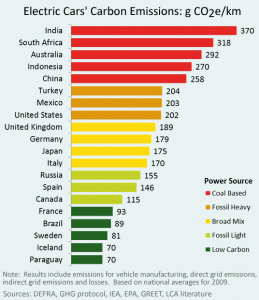 Electric Cars' Carbon Emissions: g CO2e/km
India 370
South Africa 318
Australia 292
Indonesia 270
China 258
Turkey 204
Mexico 203
United States 202
United Kingdom 189
Germany 179
Japan 175
Italy 170
Russia 155
Spain 146
Canada 115
France 93
Brazil 89
Sweden 81
Iceland 70
Paraguay 70
Power Source
Coal Based
Fossil Heavy
Broad Mix
Fossil Light
Low Carbon
Note: Results include emissions for vehicle manufacturing, direct grid emissions,
indirect grid emissions and losses. Based on national averages for 2009.
Sources: DEFRA, GHG protocol, IEA, EPA, GREET, LCA literature